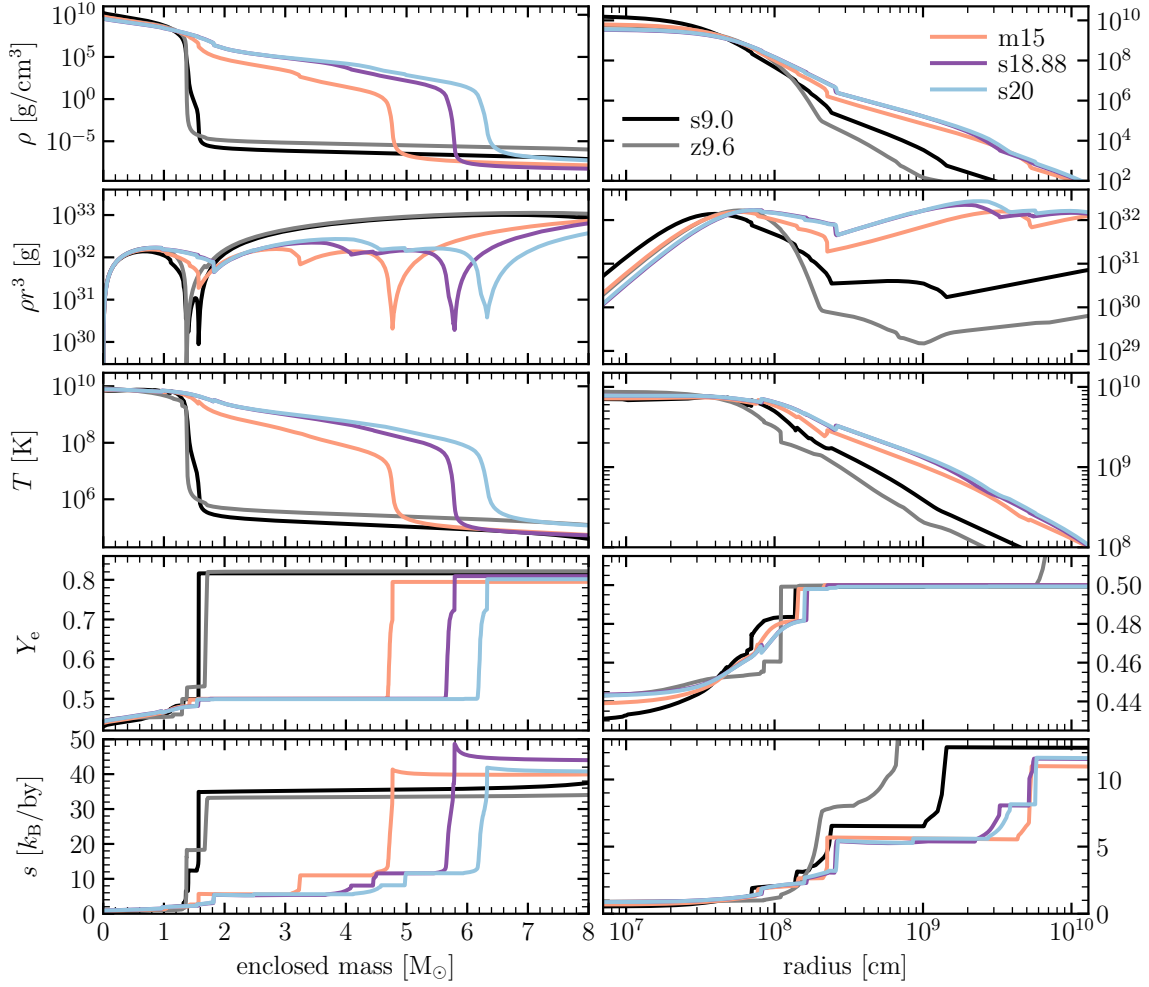 10^10
10^5
10^0
10^−5
ρ [g/cm^3]
m15
s18.88
s20
s9.0
z9.6
10^10
10^8
10^6
10^4
10^2
10^33
10^32
10^31
10^30
ρr^3 [g]
10^32
10^31
10^30
10^29
10^10
10^8
10^6
T [K]
10^10
10^9
10^8
0.8
0.7
0.6
0.5
Y_e
0.50
0.48
0.46
0.44
50
40
30
20
10
0
s [k_B/by]
10
5
0
0 1 2 3 4 5 6 7 8
enclosed mass [M_⊙]
10^7 10^8 10^9 10^10
radius [cm]